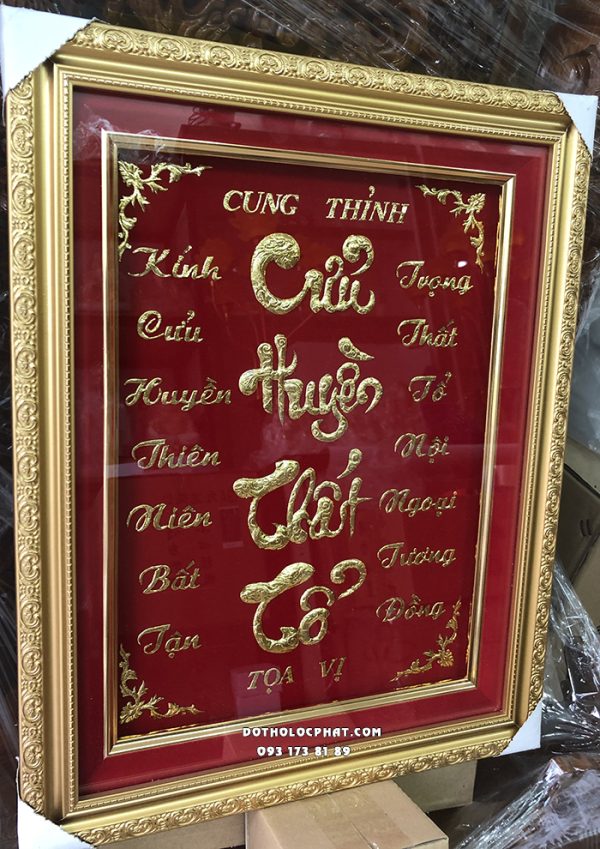 CUNG THỈNH
Kính
Cưu
Huyền
Thiên
Niên
Bất
Tận
Cửu
Huyền
Thất
Tổ
Trọng
Thất
Tổ
Nội
Ngoại
Tương
Đồng
TỌA VỊ
DOTHOLOCPHAT.COM
093 173 81 89